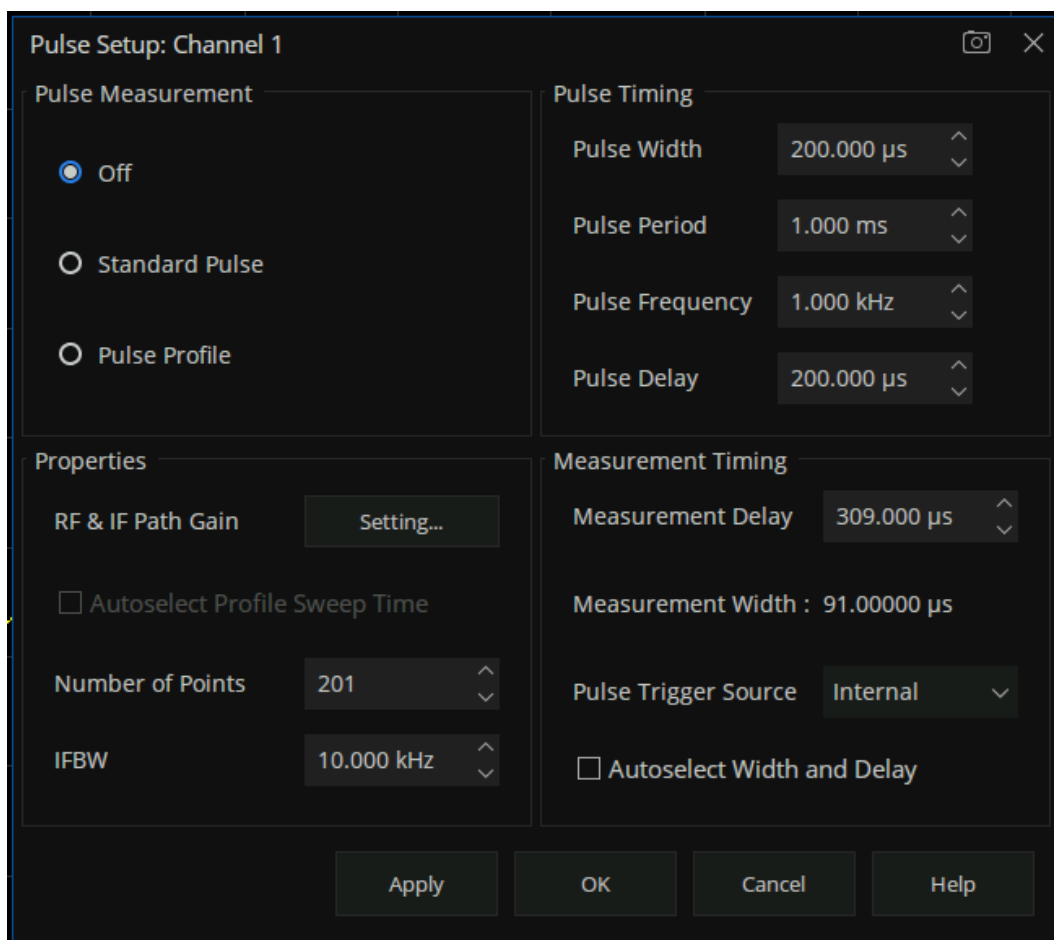 Pulse Setup: Channel 1
Pulse Measurement
Off
Standard Pulse
Pulse Profile
Pulse Timing
Pulse Width 200.000 µs
Pulse Period 1.000 ms
Pulse Frequency 1.000 kHz
Pulse Delay 200.000 µs
Properties
RF & IF Path Gain Setting...
Autoselect Profile Sweep Time
Number of Points 201
IFBW 10.000 kHz
Measurement Timing
Measurement Delay 309.000 µs
Measurement Width : 91.00000 µs
Pulse Trigger Source Internal
Autoselect Width and Delay
Apply OK Cancel Help